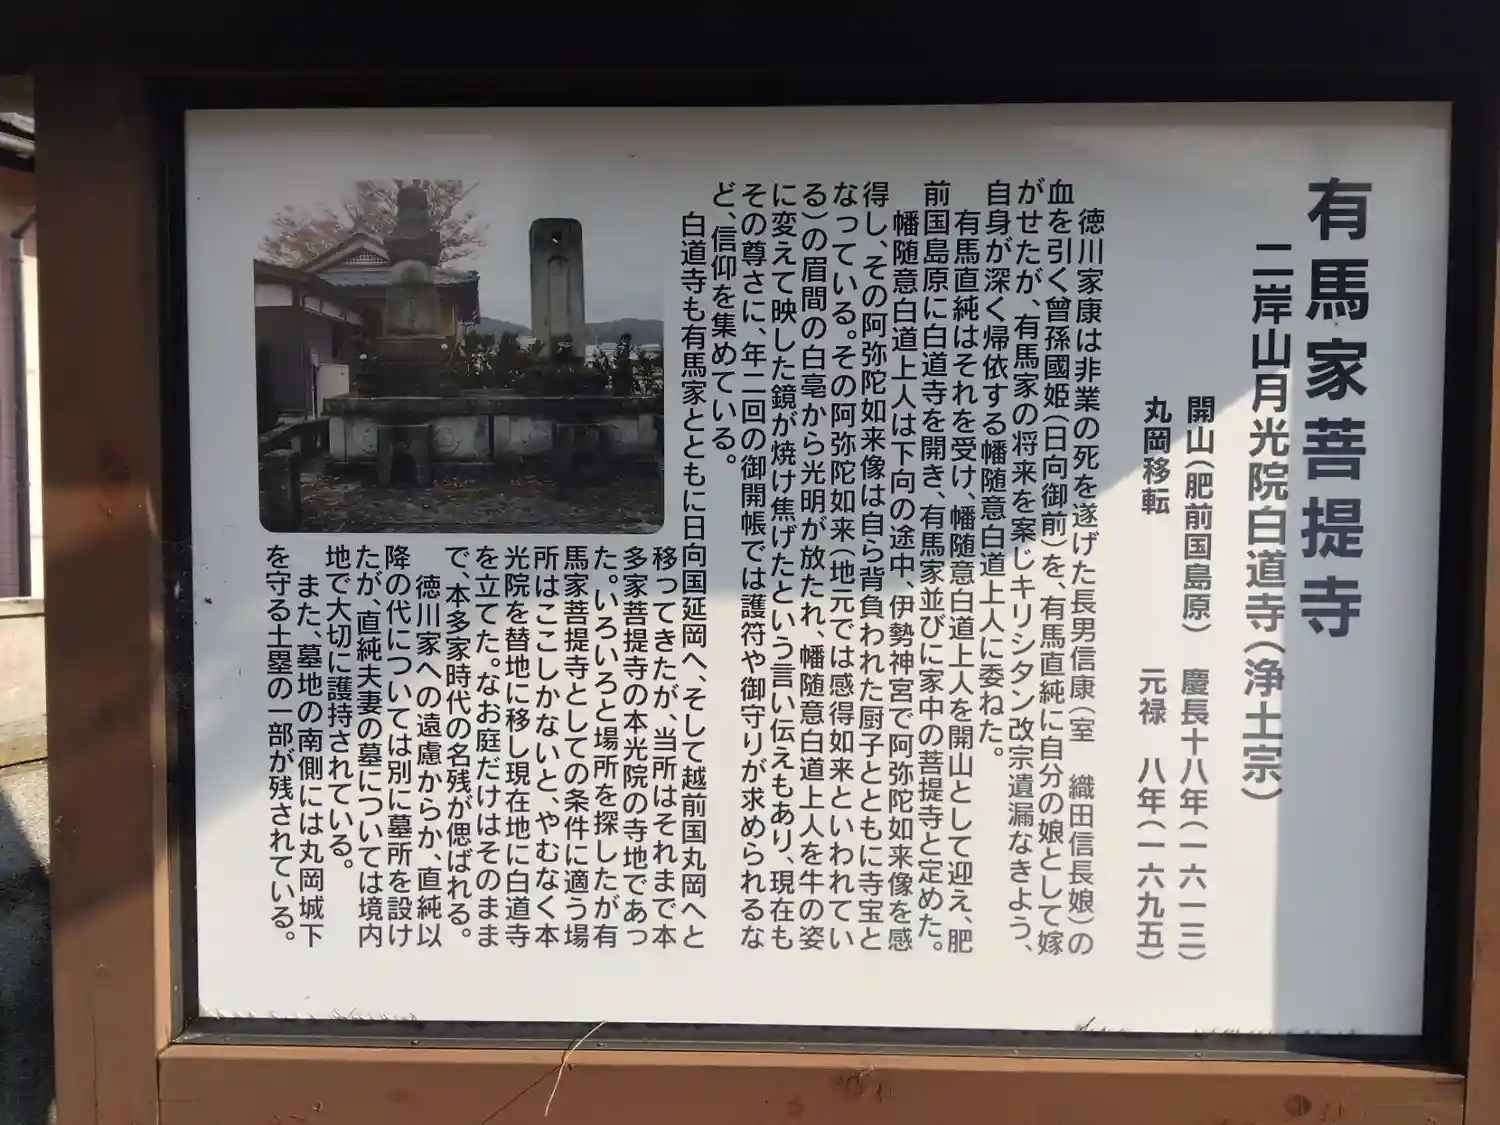 有馬家菩提寺
二岸山月光院白道寺(浄土宗)
開山(肥前国島原) 慶長十八年(一六一三)
丸岡移転 元禄 八年(一六九五)
徳川家康は非業の死を遂げた長男信康(室 織田信長娘)の
血を引く曾孫國姫(日向御前)を、有馬直純に自分の娘として嫁
がせたが、有馬家の将来を案じキリシタン改宗遺漏なきよう、
自身が深く帰依する幡随意白道上人に委ねた。
有馬直純はそれを受け、幡随意白道上人を開山として迎え、肥
前国島原に白道寺を開き、有馬家並びに家中の菩提寺と定めた。
幡随意白道上人は下向の途中、伊勢神宮で阿弥陀如来像を感
得し、その阿弥陀如来像は自ら背負われた厨子とともに寺宝と
なっている。その阿弥陀如来(地元では感得如来といわれてい
る)の眉間の白毫から光明が放たれ、幡随意白道上人を牛の姿
に変えて映した鏡が焼け焦げたという言い伝えもあり、現在も
その尊さに、年二回の御開帳では護符や御守りが求められるな
ど、信仰を集めている。
白道寺も有馬家とともに日向国延岡へ、そして越前国丸岡へと
移ってきたが、当所はそれまで本
多家菩提寺の本光院の寺地であっ
た。いろいろと場所を探したが有
馬家菩提寺としての条件に適う場
所はここしかないと、やむなく本
光院を替地に移し現在地に白道寺
を立てた。なお庭だけはそのまま
で、本多家時代の名残が偲ばれる。
徳川家への遠慮からか、直純以
降の代については別に墓所を設け
たが、直純夫妻の墓については境内
地で大切に護持されている。
また、墓地の南側には丸岡城下
を守る土塁の一部が残されている。